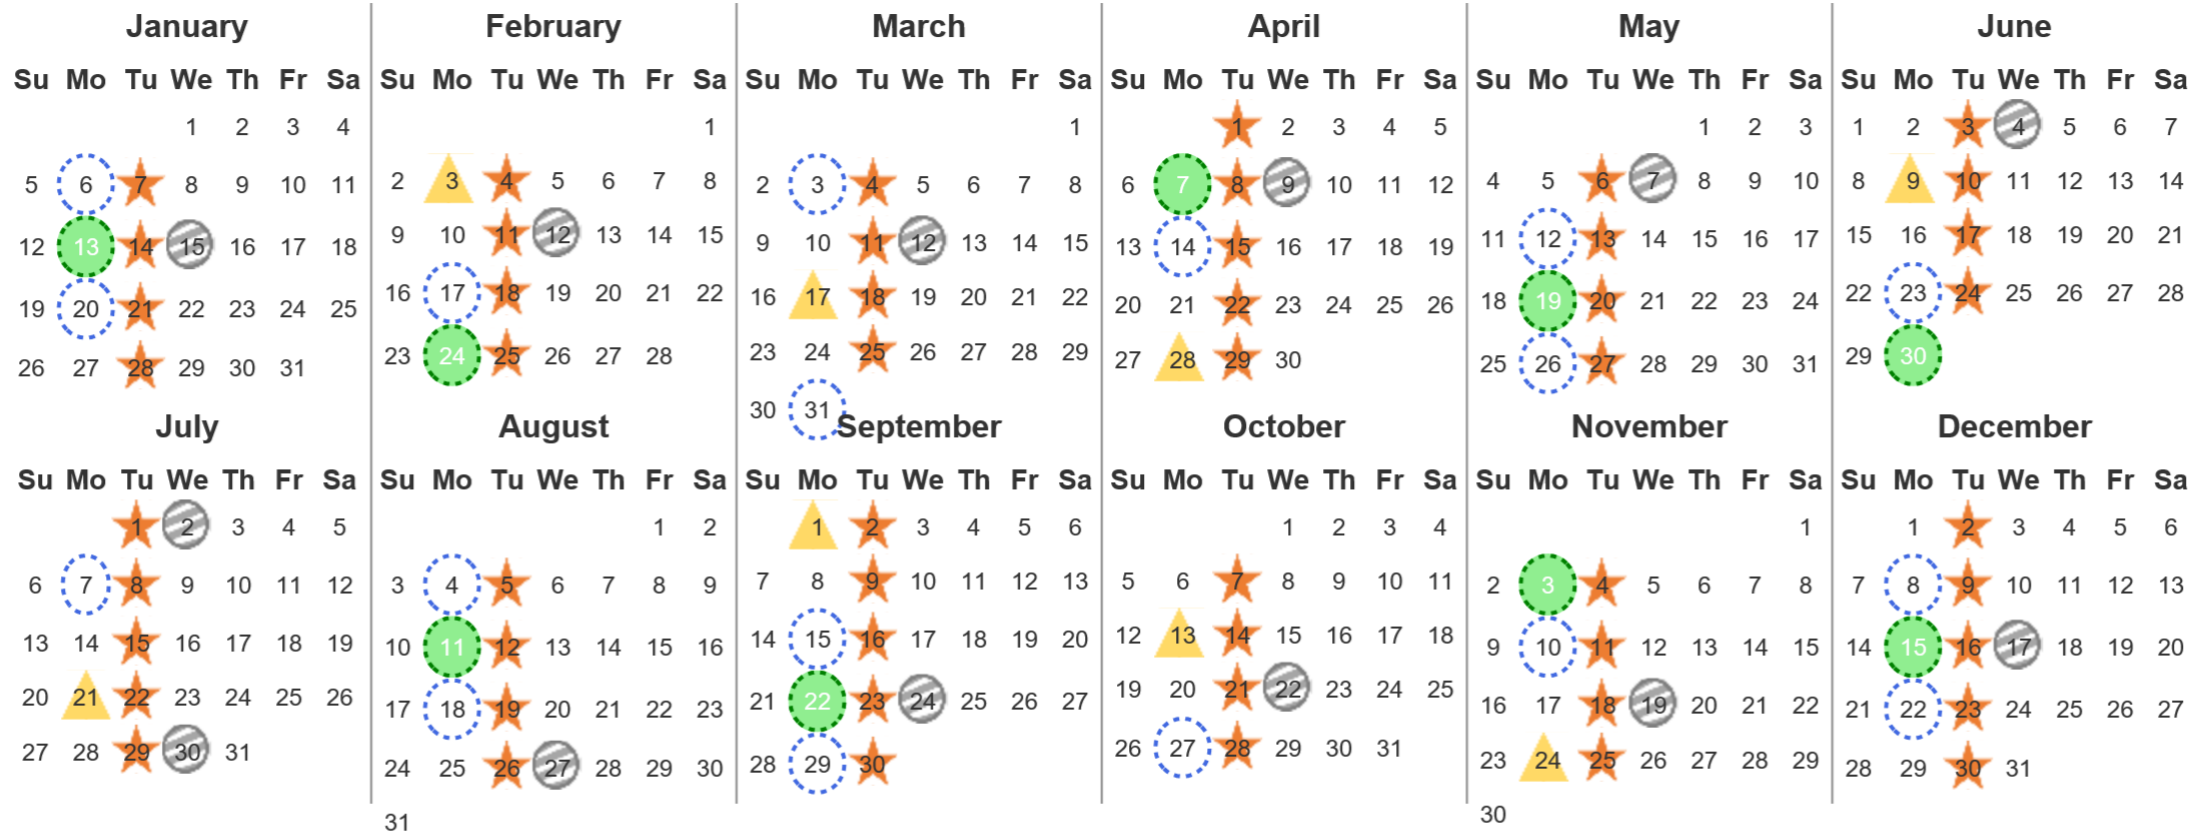 January
Su Mo Tu We Th Fr Sa
1 2 3 4
5 6 7 8 9 10 11
12 13 14 15 16 17 18
19 20 21 22 23 24 25
26 27 28 29 30 31
February
Su Mo Tu We Th Fr Sa
1
2 3 4 5 6 7 8
9 10 11 12 13 14 15
16 17 18 19 20 21 22
23 24 25 26 27 28
March
Su Mo Tu We Th Fr Sa
1
2 3 4 5 6 7 8
9 10 11 12 13 14 15
16 17 18 19 20 21 22
23 24 25 26 27 28 29
30 31
April
Su Mo Tu We Th Fr Sa
1 2 3 4 5
6 7 8 9 10 11 12
13 14 15 16 17 18 19
20 21 22 23 24 25 26
27 28 29 30
May
Su Mo Tu We Th Fr Sa
1 2 3
4 5 6 7 8 9 10
11 12 13 14 15 16 17
18 19 20 21 22 23 24
25 26 27 28 29 30 31
June
Su Mo Tu We Th Fr Sa
1 2 3 4 5 6 7
8 9 10 11 12 13 14
15 16 17 18 19 20 21
22 23 24 25 26 27 28
29 30
July
Su Mo Tu We Th Fr Sa
1 2 3 4 5
6 7 8 9 10 11 12
13 14 15 16 17 18 19
20 21 22 23 24 25 26
27 28 29 30 31
August
Su Mo Tu We Th Fr Sa
1 2
3 4 5 6 7 8 9
10 11 12 13 14 15 16
17 18 19 20 21 22 23
24 25 26 27 28 29 30
31
September
Su Mo Tu We Th Fr Sa
1 2 3 4 5 6
7 8 9 10 11 12 13
14 15 16 17 18 19 20
21 22 23 24 25 26 27
28 29 30
October
Su Mo Tu We Th Fr Sa
1 2 3 4
5 6 7 8 9 10 11
12 13 14 15 16 17 18
19 20 21 22 23 24 25
26 27 28 29 30 31
November
Su Mo Tu We Th Fr Sa
1
2 3 4 5 6 7 8
9 10 11 12 13 14 15
16 17 18 19 20 21 22
23 24 25 26 27 28 29
30
December
Su Mo Tu We Th Fr Sa
1 2 3 4 5 6
7 8 9 10 11 12 13
14 15 16 17 18 19 20
21 22 23 24 25 26 27
28 29 30 31